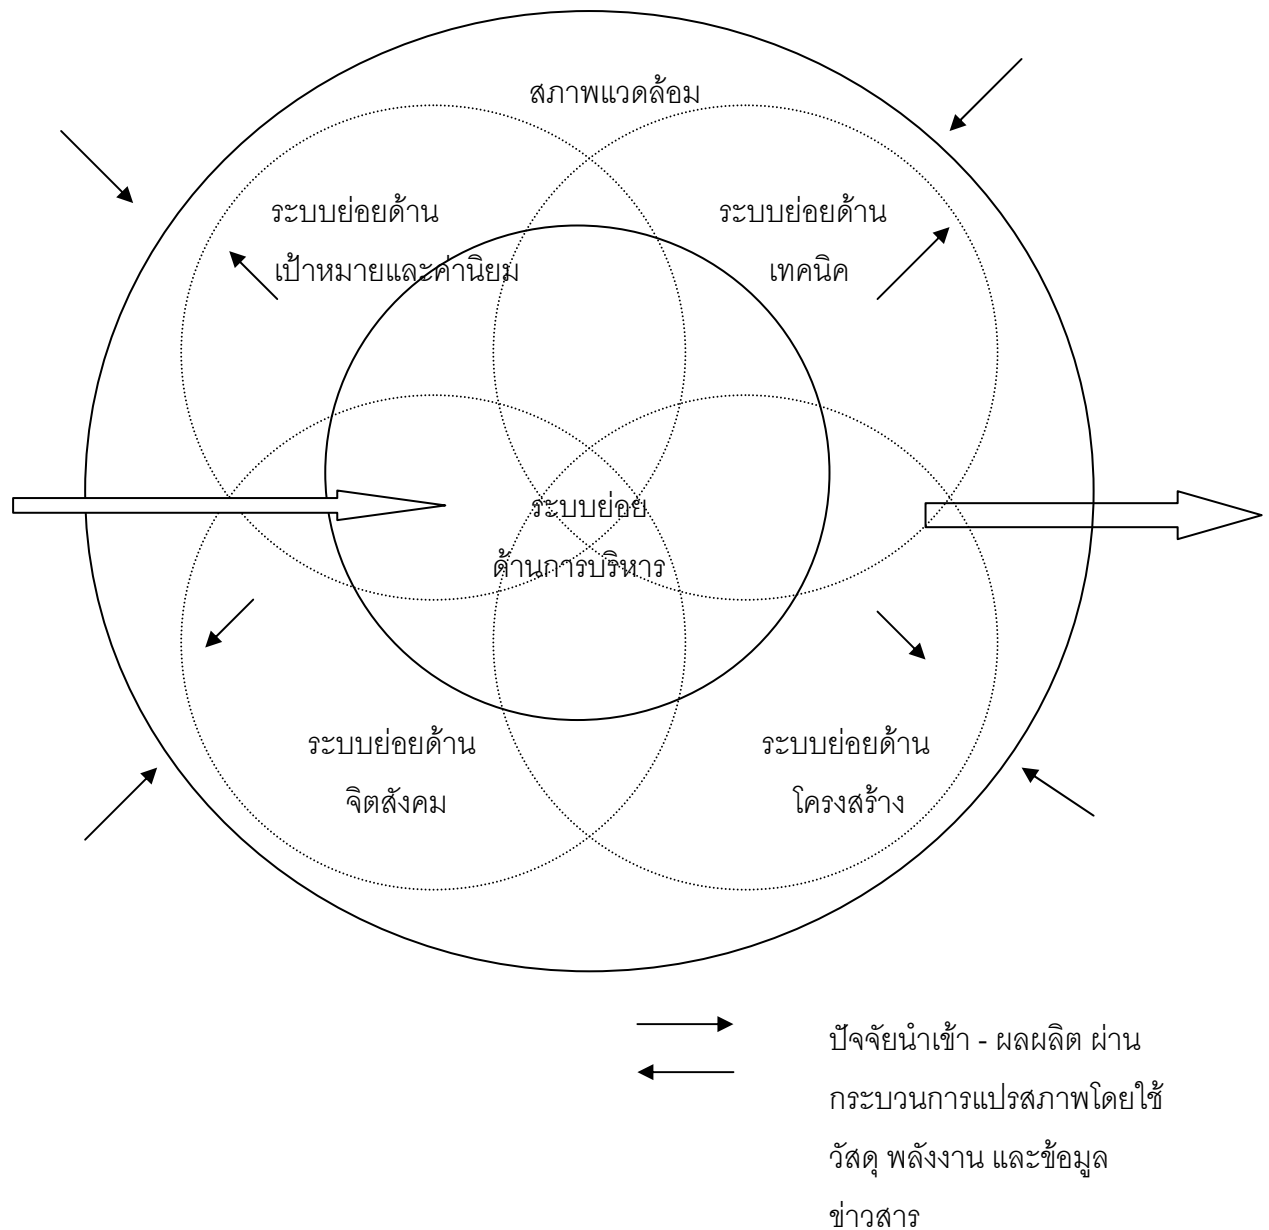 สภาพแวดล้อม
ระบบย่อยด้าน
เป้าหมายและค่านิยม
ระบบย่อยด้าน
เทคนิค
ระบบย่อย
ด้านการบริหาร
ระบบย่อยด้าน
จิตสังคม
ระบบย่อยด้าน
โครงสร้าง
ปัจจัยนำเข้า - ผลผลิต ผ่าน
กระบวนการแปรสภาพโดยใช้
วัสดุ พลังงาน และข้อมูล
ข่าวสาร